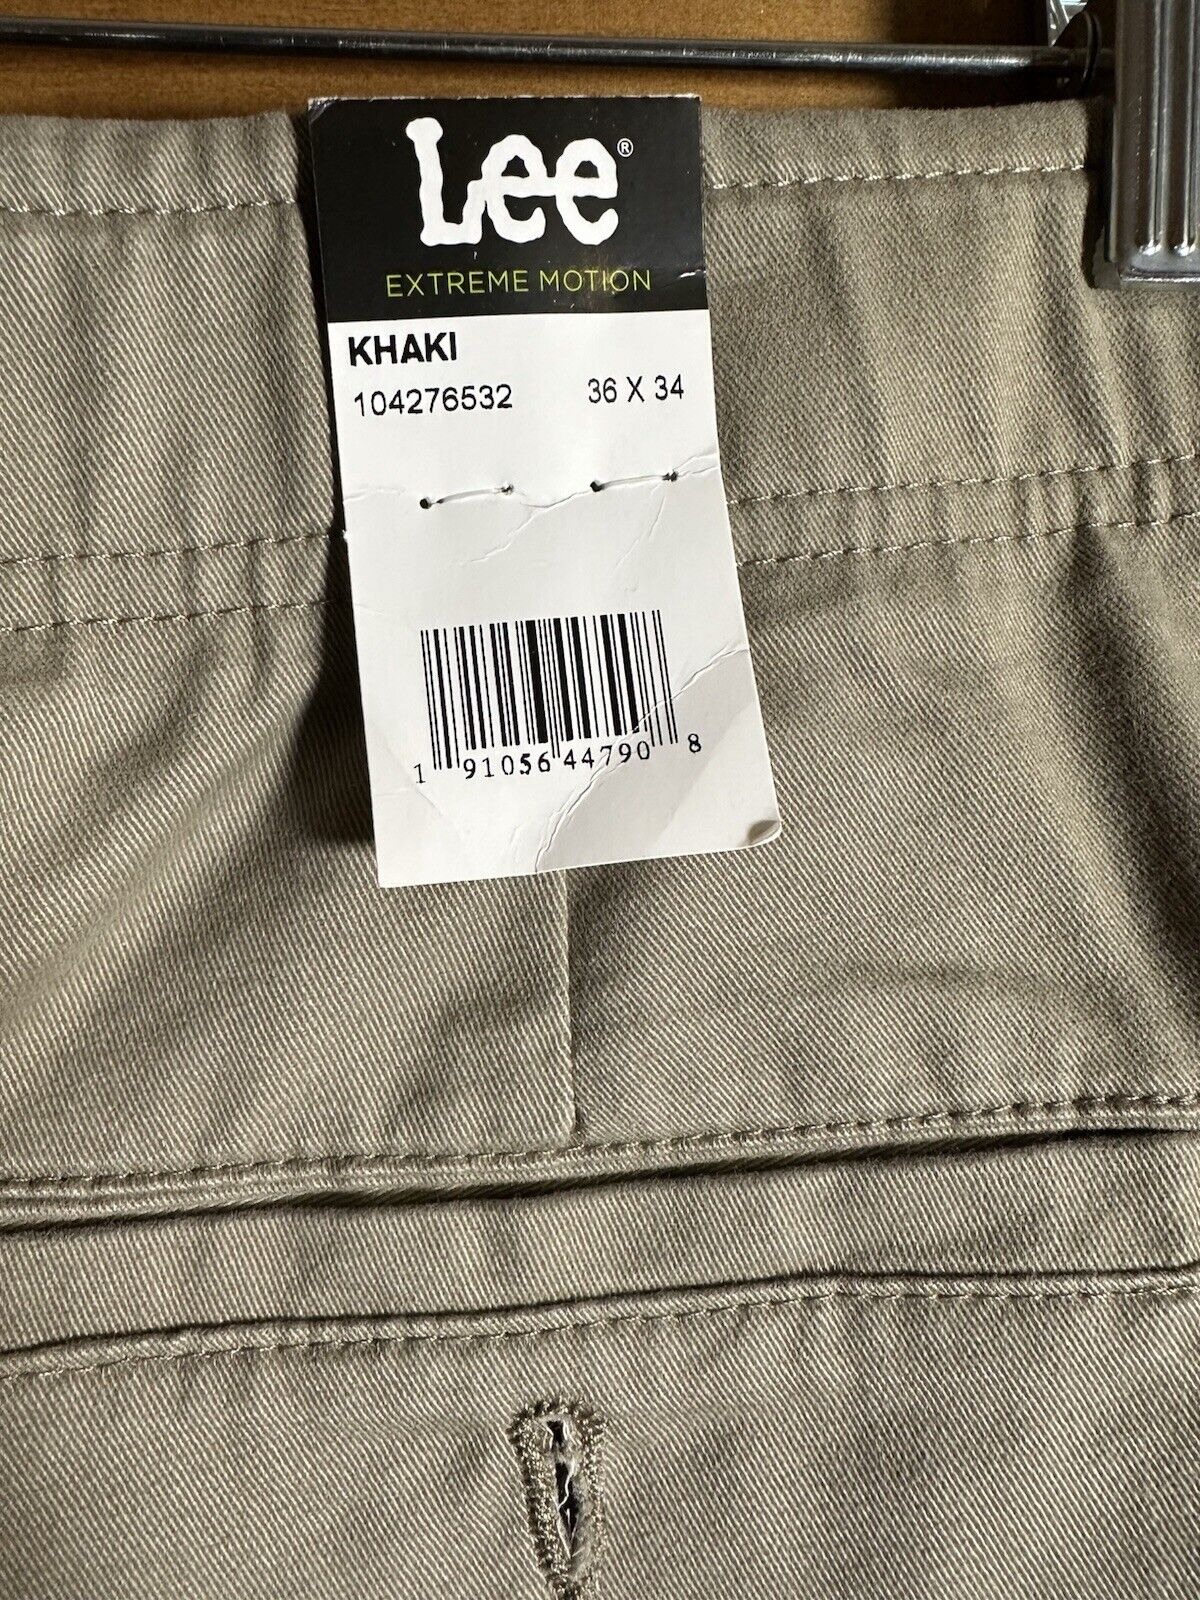 Lee®
EXTREME MOTION
KHAKI
104276532 36 X 34
1 91056 44790 8